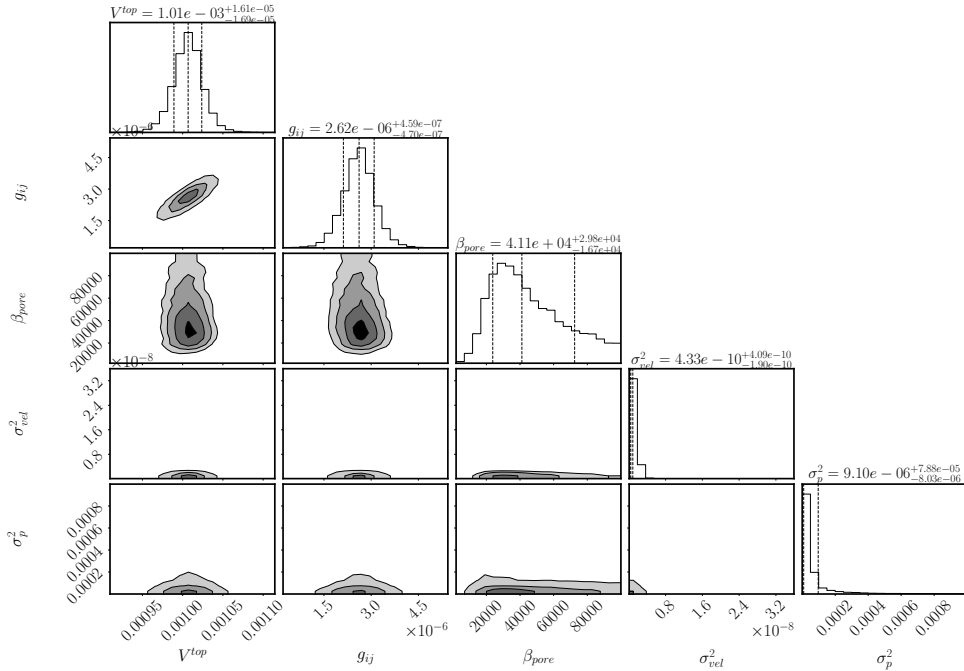 V^{top} = 1.01e − 03^{+1.61e−05}_{−1.69e−05}
×10^{−6}
g_{ij} = 2.62e − 06^{+4.59e−07}_{−4.70e−07}
4.5
3.0
1.5
g_{ij}
β_{pore} = 4.11e + 04^{+2.98e+04}_{−1.67e+04}
80000
60000
40000
20000
β_{pore}
×10^{−8}
σ^2_{vel} = 4.33e − 10^{+4.09e−10}_{−1.90e−10}
3.2
2.4
1.6
0.8
σ^2_{vel}
σ^2_p = 9.10e − 06^{+7.88e−05}_{−8.03e−06}
0.0008
0.0006
0.0004
0.0002
σ^2_p
0.00095 0.00100 0.00105 0.00110
1.5 3.0 4.5
20000 40000 60000 80000
0.8 1.6 2.4 3.2
0.0002 0.0004 0.0006 0.0008
×10^{−6}
×10^{−8}
V^{top} g_{ij} β_{pore} σ^2_{vel} σ^2_p